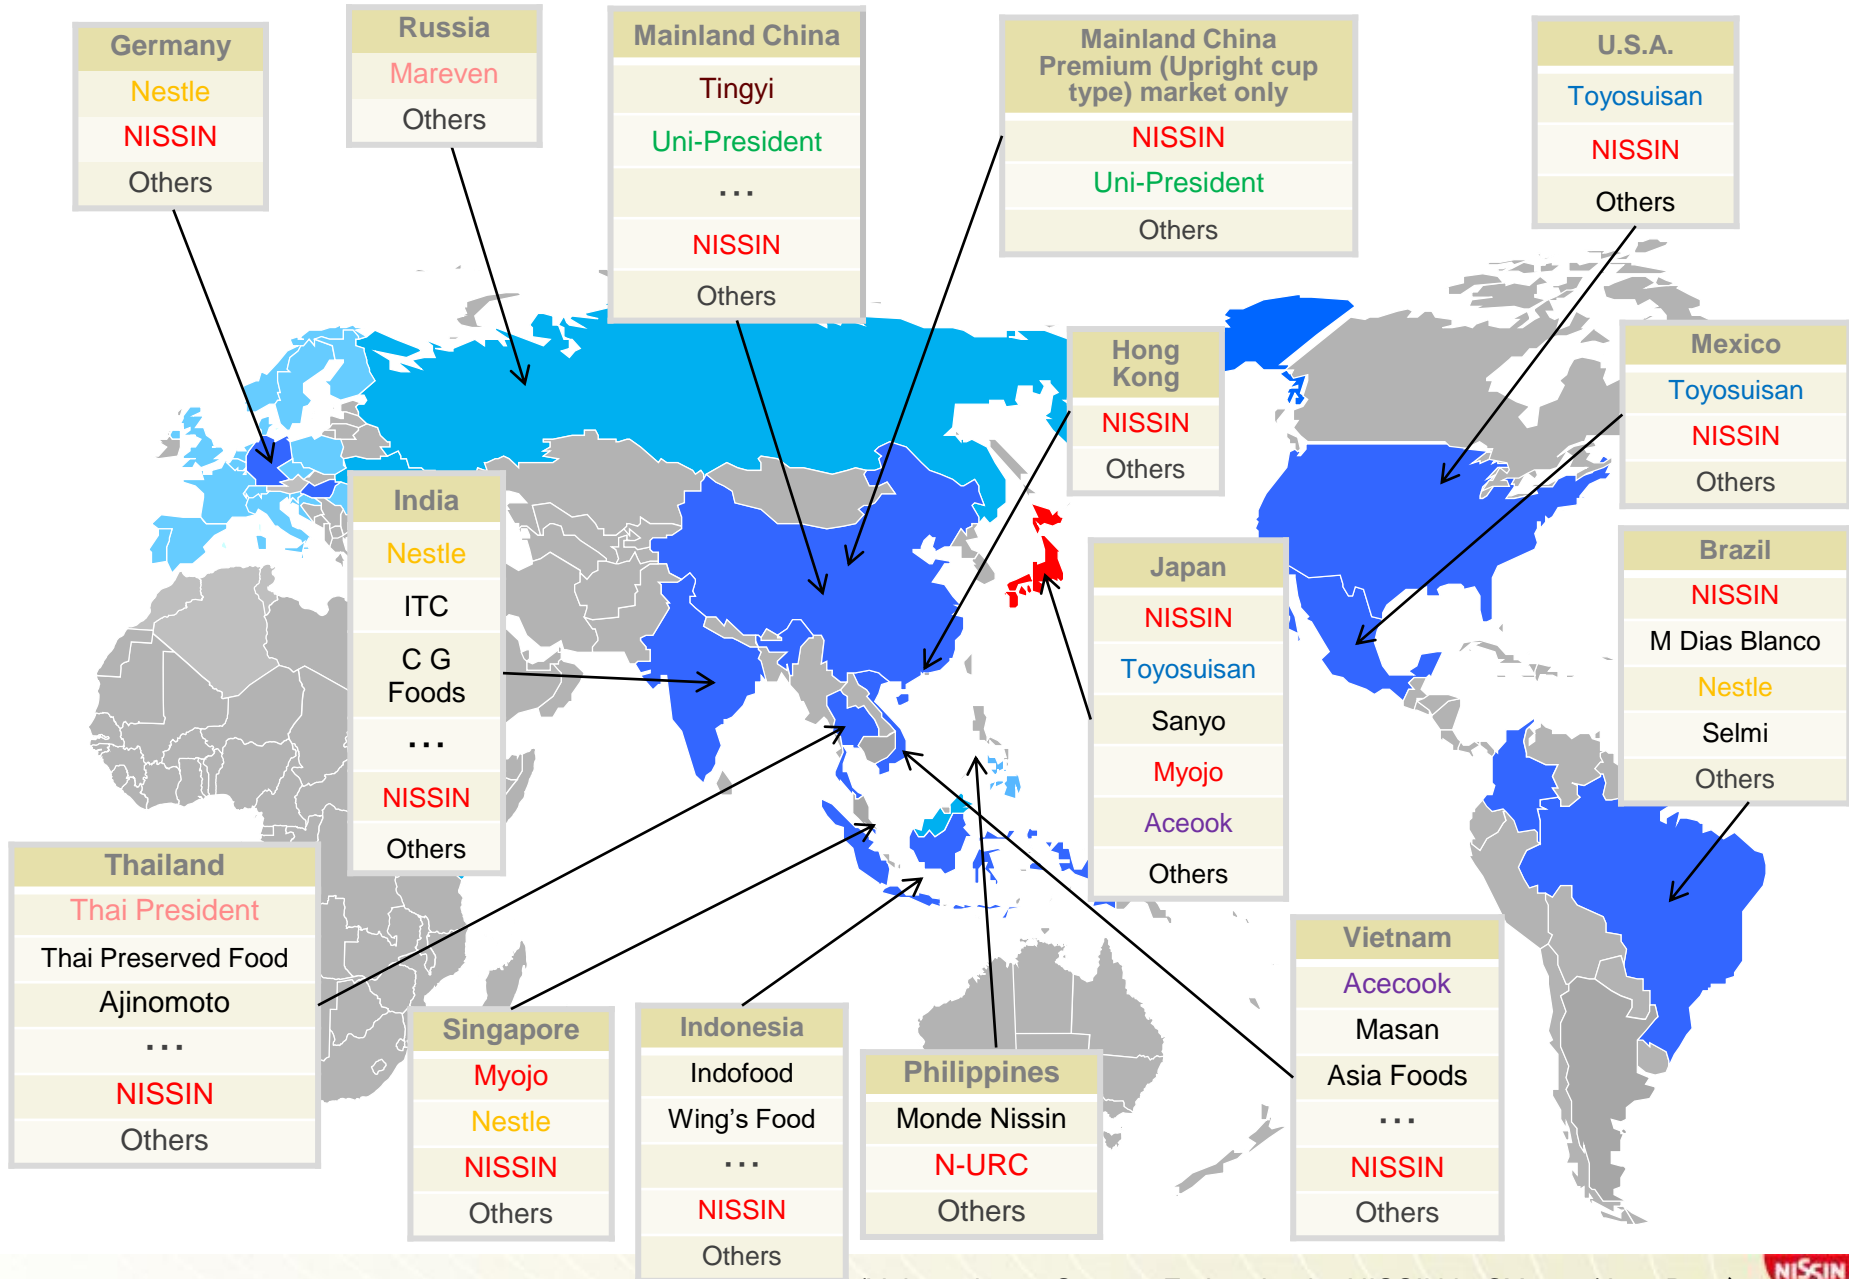 Germany
Nestle
NISSIN
Others
Russia
Mareven
Others
Mainland China
Tingyi
Uni-President
...
NISSIN
Others
Mainland China
Premium (Upright cup
type) market only
NISSIN
Uni-President
Others
U.S.A.
Toyosuisan
NISSIN
Others
Hong
Kong
NISSIN
Others
Mexico
Toyosuisan
NISSIN
Others
India
Nestle
ITC
C G
Foods
...
NISSIN
Others
Japan
NISSIN
Toyosuisan
Sanyo
Myojo
Aceook
Others
Brazil
NISSIN
M Dias Blanco
Nestle
Selmi
Others
Thailand
Thai President
Thai Preserved Food
Ajinomoto
...
NISSIN
Others
Singapore
Myojo
Nestle
NISSIN
Others
Indonesia
Indofood
Wing's Food
...
NISSIN
Others
Philippines
Monde Nissin
N-URC
Others
Vietnam
Acecook
Masan
Asia Foods
...
NISSIN
Others
NISSIN